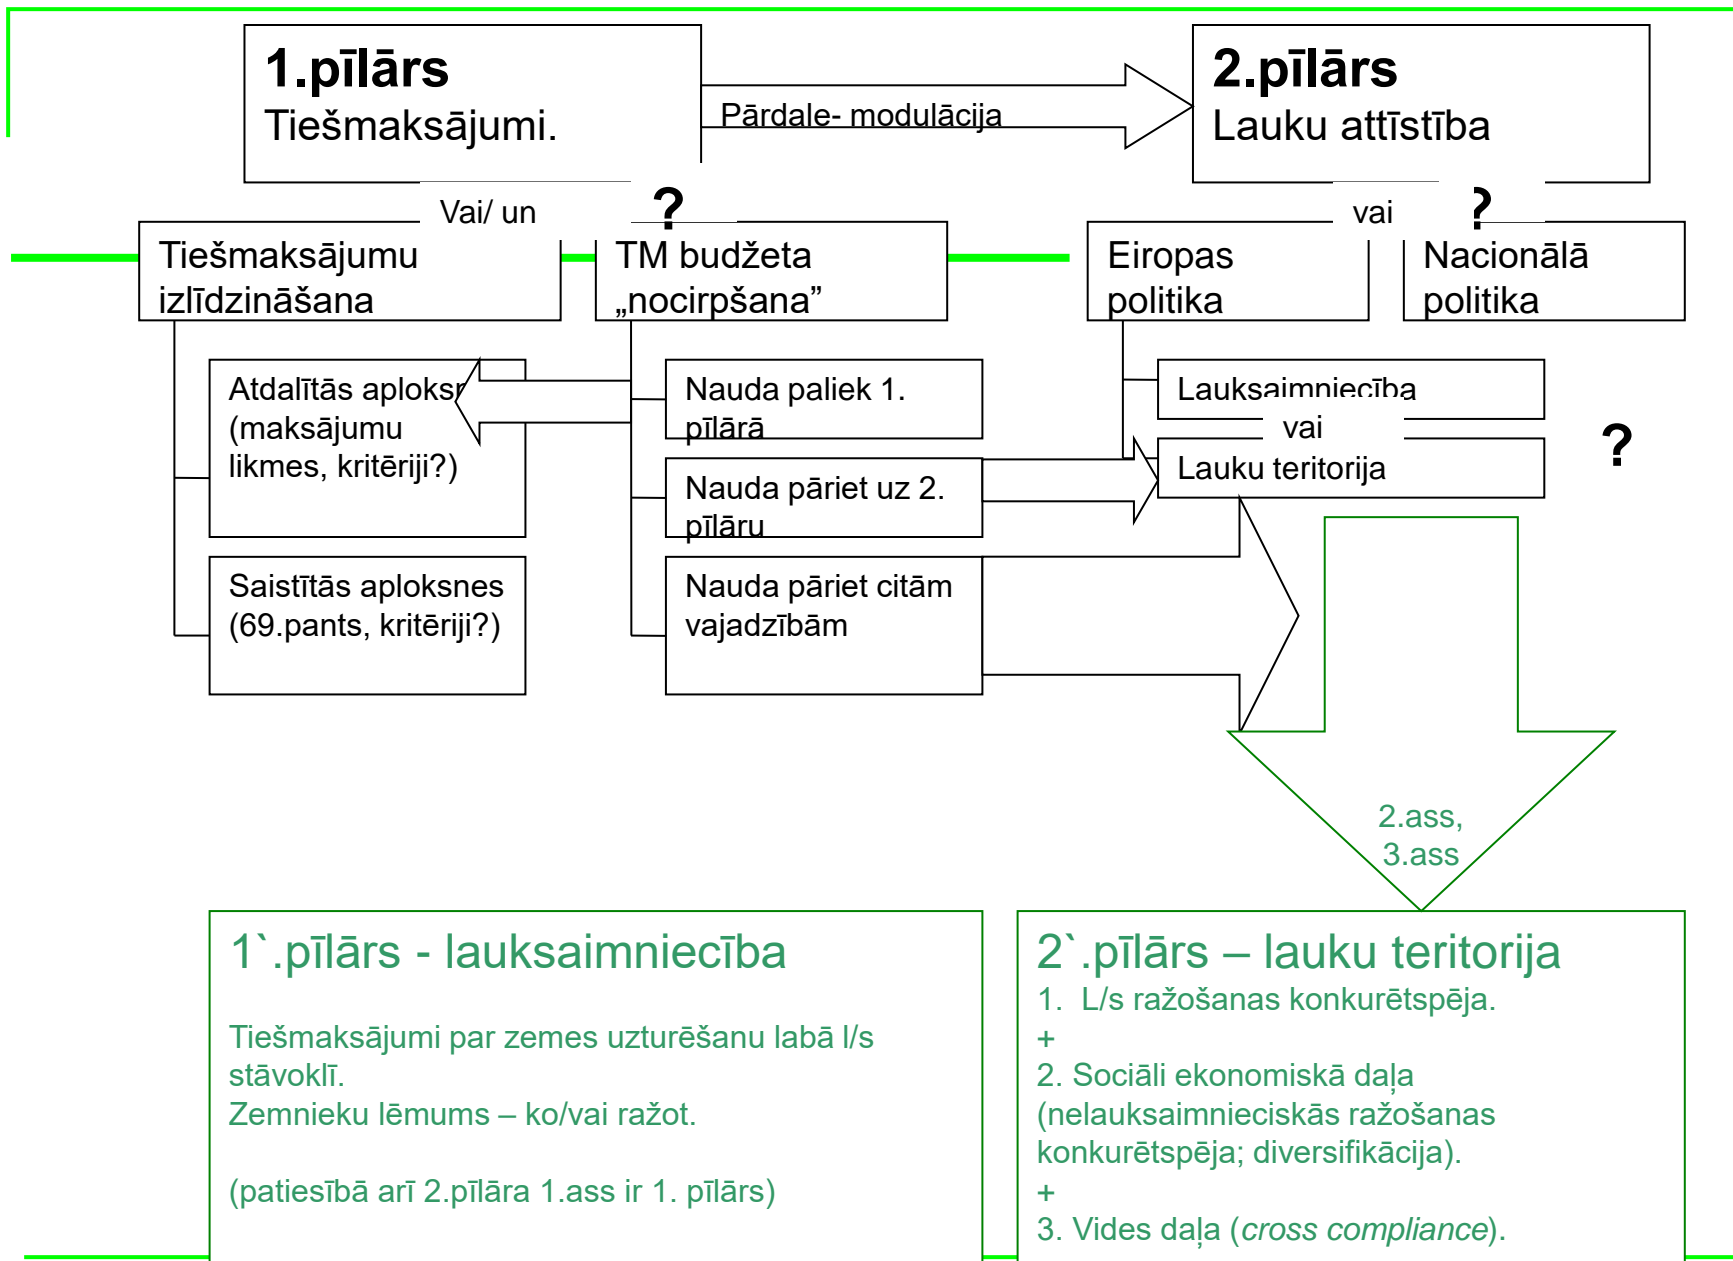 1.pīlārs
Tiešmaksājumi.
Pārdale- modulācija
2.pīlārs
Lauku attīstība
Vai/ un
?
vai
?
Tiešmaksājumu
izlīdzināšana
TM budžeta
„nocirpšana”
Eiropas
politika
Nacionālā
politika
Atdalītās
(maksājumu
likmes, kritēriji?)
Saistītās aploksnes
(69.pants, kritēriji?)
Nauda paliek 1.
pīlārā
Nauda pāriet uz 2.
pīlāru
Nauda pāriet citām
vajadzībām
Lauksaimniecība
vai
Lauku teritorija
?
2.ass,
3.ass
1`.pīlārs - lauksaimniecība
Tiešmaksājumi par zemes uzturēšanu labā l/s
stāvoklī.
Zemnieku lēmums – ko/vai ražot.
(patiesībā arī 2.pīlāra 1.ass ir 1. pīlārs)
2`.pīlārs – lauku teritorija
1. L/s ražošanas konkurētspēja.
+
2. Sociāli ekonomiskā daļa
(nelauksaimnieciskās ražošanas
konkurētspēja; diversifikācija).
+
3. Vides daļa (cross compliance).